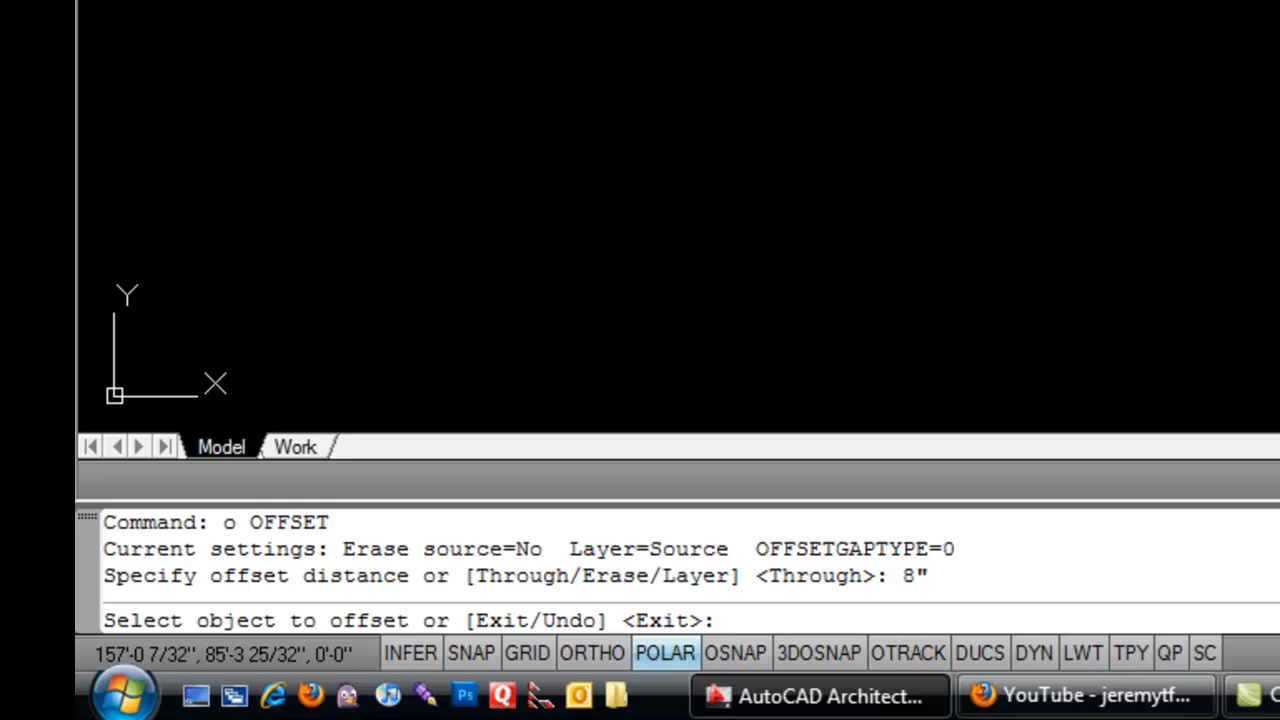 Y
X
Model Work
Command: o OFFSET
Current settings: Erase source=No  Layer=Source  OFFSETGAPTYPE=0
Specify offset distance or [Through/Erase/Layer] <Through>: 8"
Select object to offset or [Exit/Undo] <Exit>:
157'-0 7/32", 85'-3 25/32", 0'-0" INFER SNAP GRID ORTHO POLAR OSNAP 3DOSNAP OTRACK DUCS DYN LWT TPY QP SC
Ps Q O AutoCAD Architect... YouTube - jeremytf... C